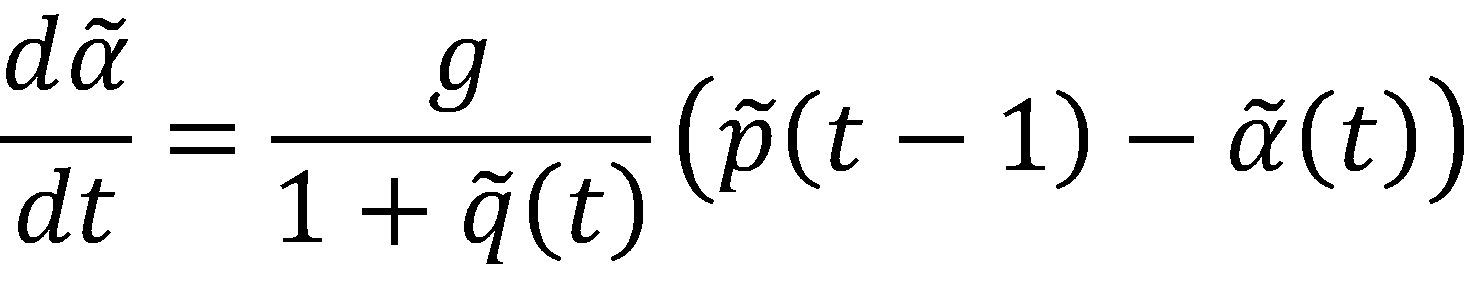 dα̃/dt = g/(1 + q̃(t)) (p̃(t − 1) − α̃(t))